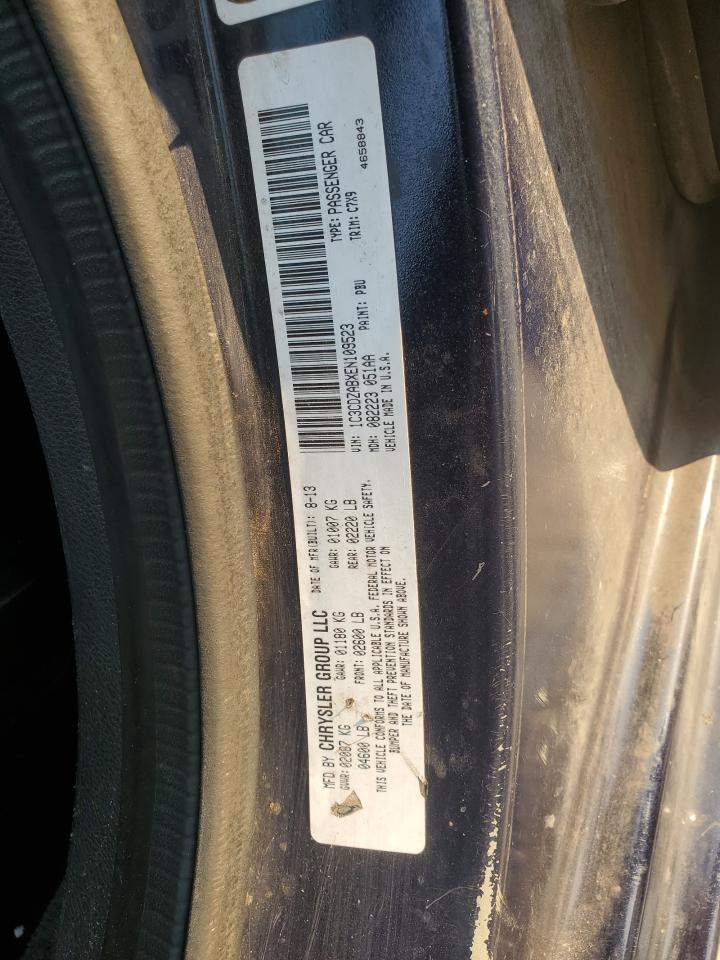 MFD BY CHRYSLER GROUP LLC
DATE OF MFR(BUILT): 8-13
GVWR: 02087 KG
GAWR: 01180 KG
GAWR: 01007 KG
04600 LB
FRONT: 02600 LB
REAR: 02220 LB
THIS VEHICLE CONFORMS TO ALL APPLICABLE U.S.A. FEDERAL MOTOR VEHICLE SAFETY,
BUMPER AND THEFT PREVENTION STANDARDS IN EFFECT ON
THE DATE OF MANUFACTURE SHOWN ABOVE.
VIN: 1C3CDZABXEN109523
TYPE: PASSENGER CAR
MDH: 082223 051AA
PAINT: PBU
TRIM: C7X9
VEHICLE MADE IN U.S.A.
4658843